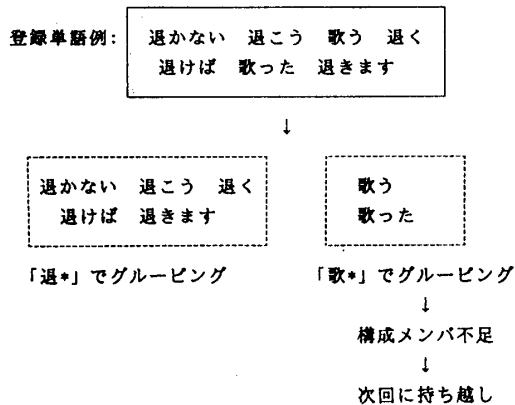 登録単語例: 退かない 退こう 歌う 退く
退けば 歌った 退きます
↓
退かない 退こう 退く
退けば 退きます
歌う
歌った
「退*」でグルーピング
「歌*」でグルーピング
↓
構成メンバ不足
↓
次回に持ち越し